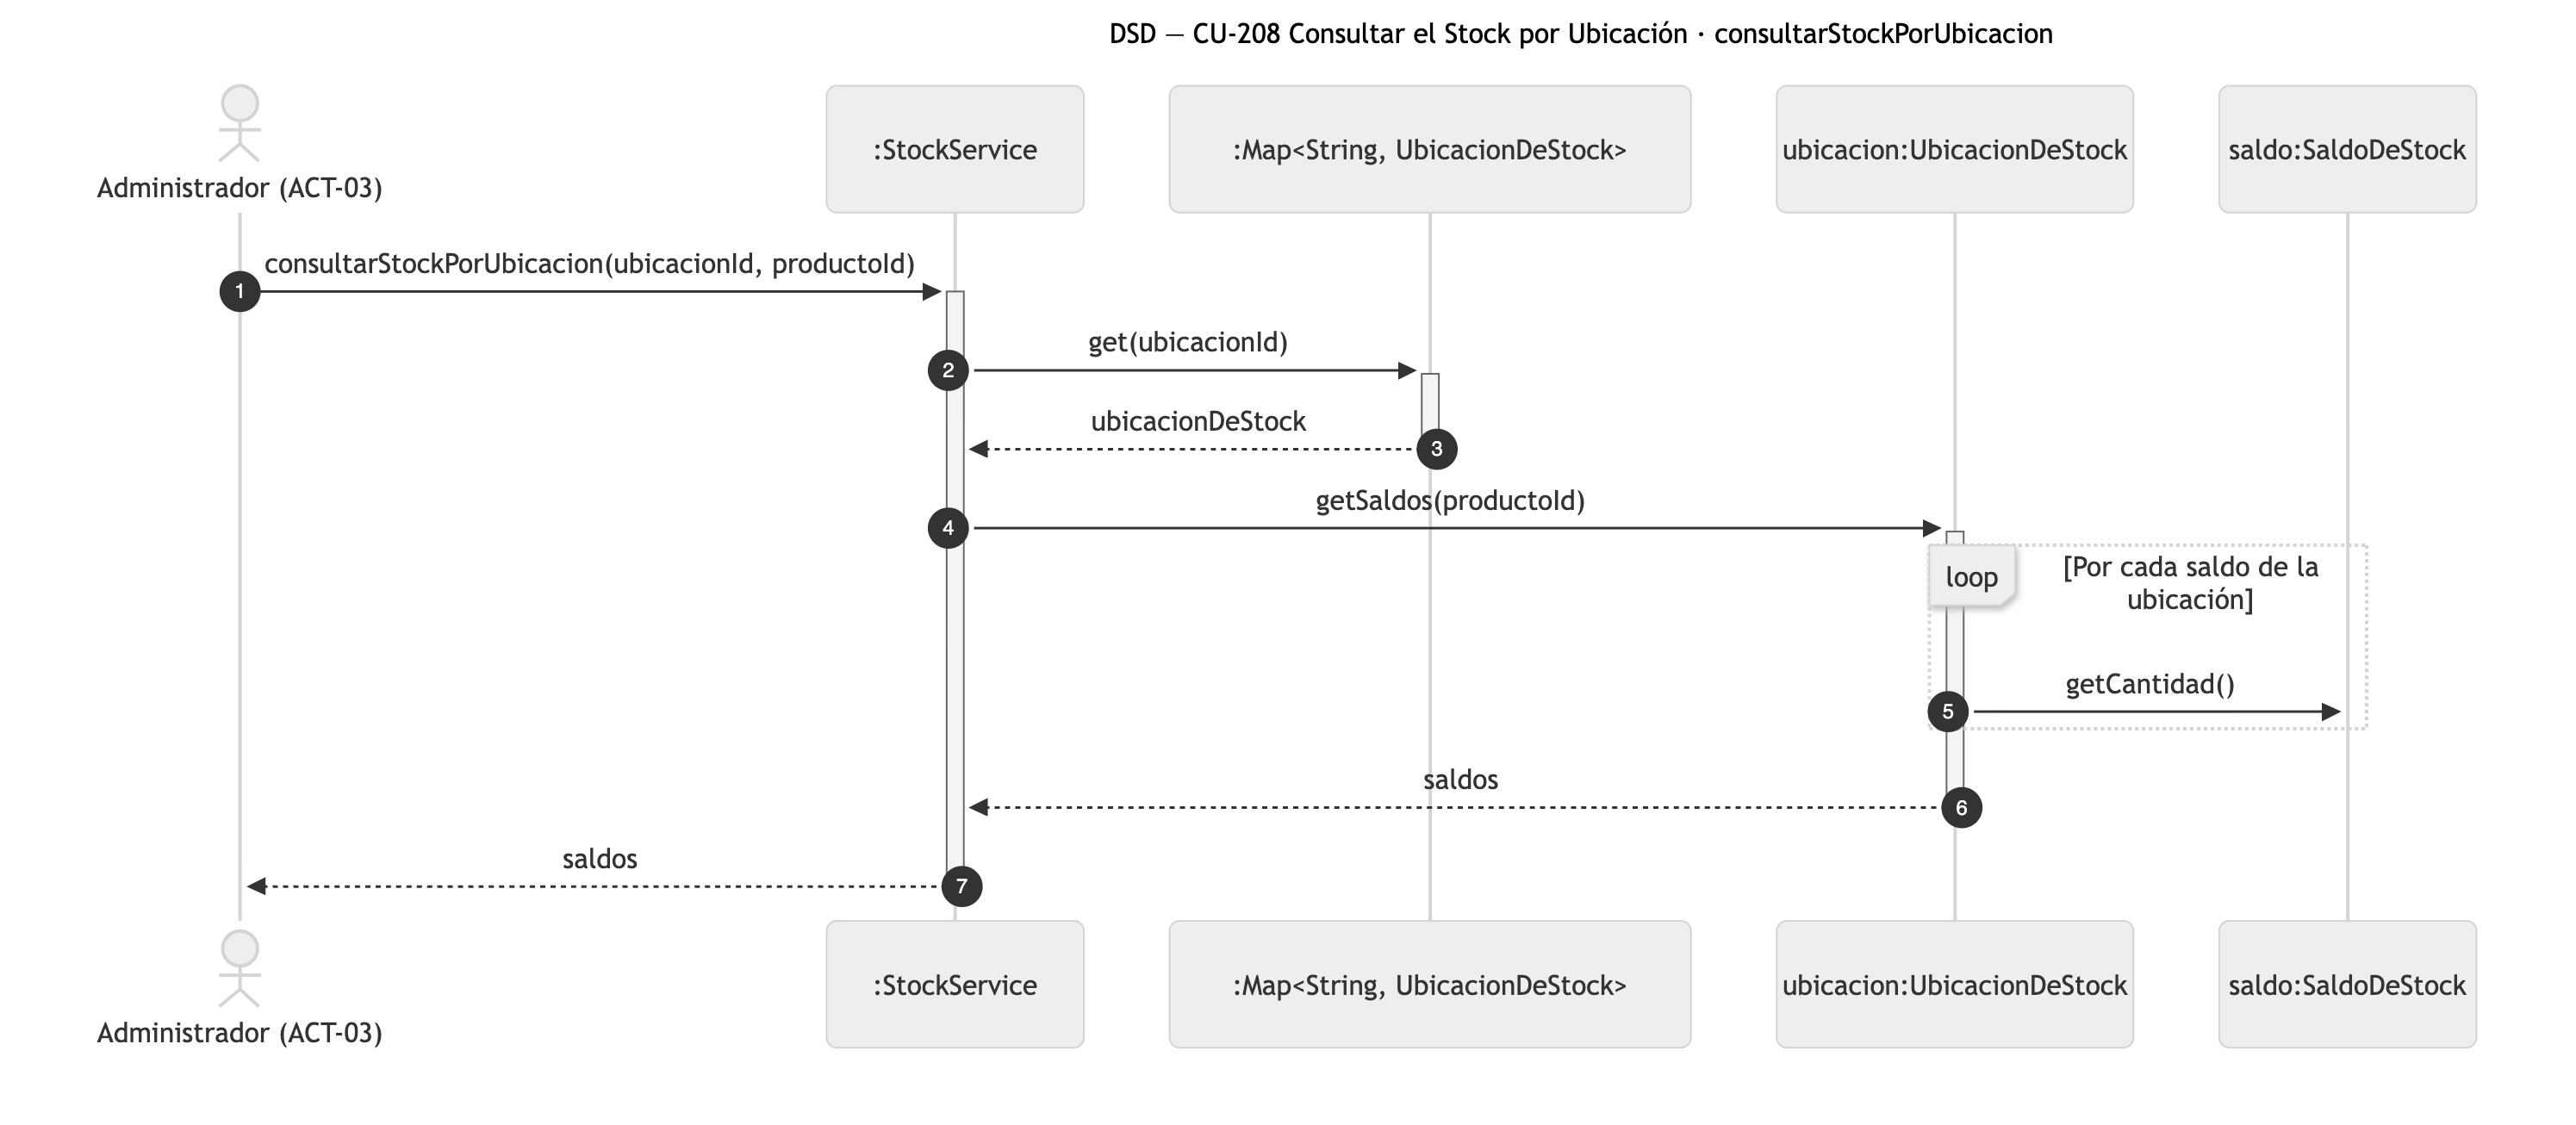 DSD — CU-208 Consultar el Stock por Ubicación · consultarStockPorUbicacion
Administrador (ACT-03)
:StockService
:Map<String, UbicacionDeStock>
ubicacion:UbicacionDeStock
saldo:SaldoDeStock
consultarStockPorUbicacion(ubicacionId, productoId)
1
get(ubicacionId)
2
ubicacionDeStock
3
getSaldos(productoId)
4
loop
[Por cada saldo de la
ubicación]
getCantidad()
5
saldos
6
saldos
7
Administrador (ACT-03)
:StockService
:Map<String, UbicacionDeStock>
ubicacion:UbicacionDeStock
saldo:SaldoDeStock